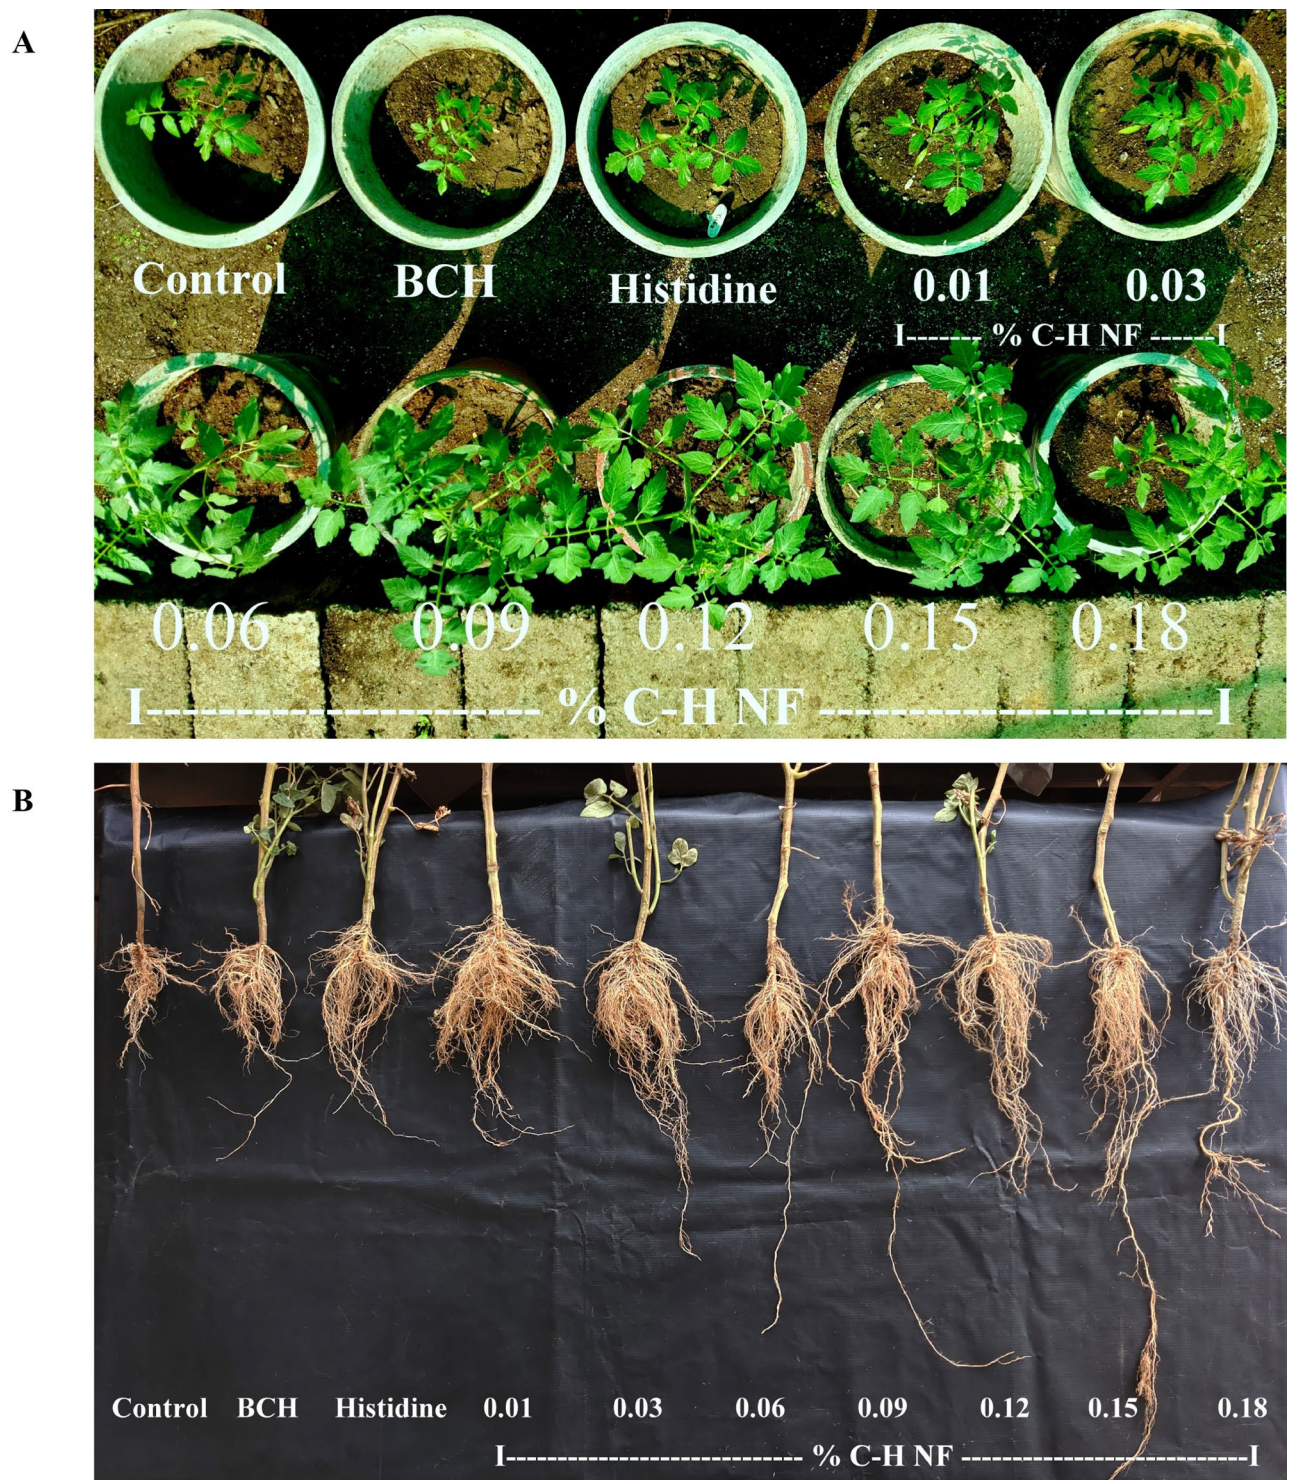 A
Control BCH Histidine 0.01 0.03
I------- % C-H NF ------I
0.06 0.09 0.12 0.15 0.18
I---------------------- % C-H NF ----------------------I
B
Control BCH Histidine 0.01 0.03 0.06 0.09 0.12 0.15 0.18
I---------------------------- % C-H NF ---------------------------I